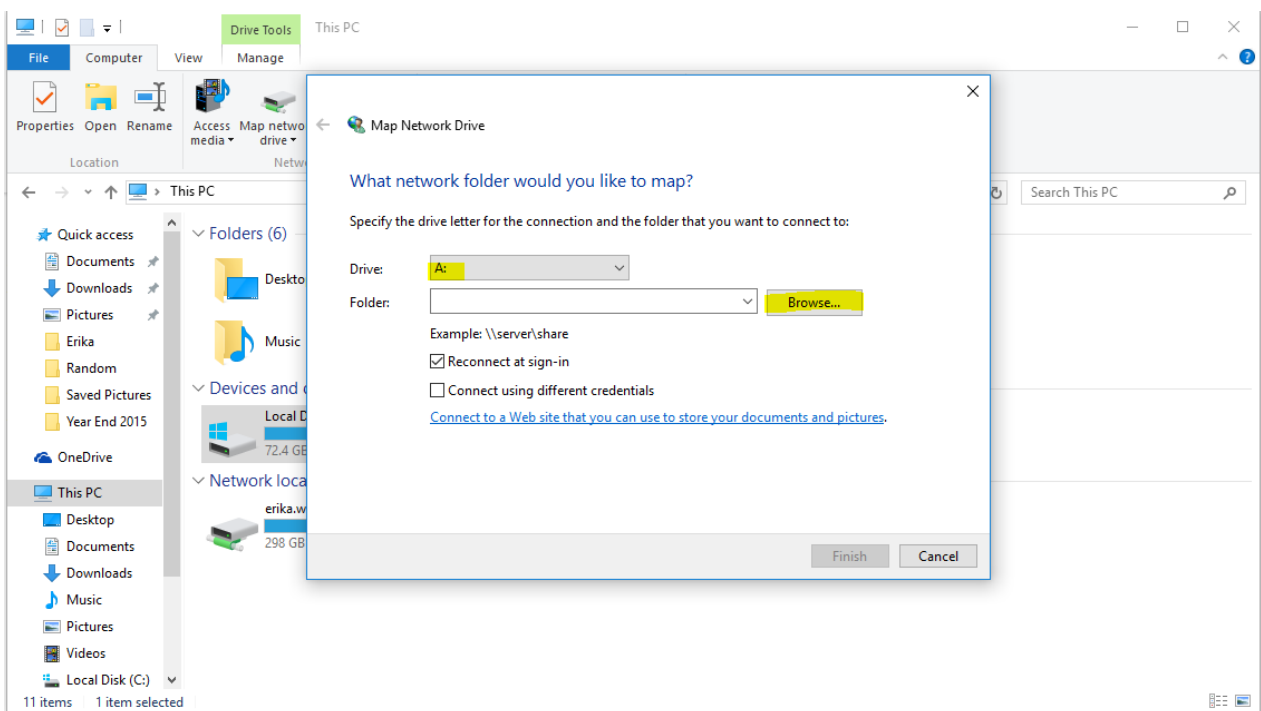 Drive Tools This PC
File Computer View Manage
Properties Open Rename Access media Map netwo drive
Location Netw
This PC Search This PC
Quick access
Documents
Downloads
Pictures
Erika
Random
Saved Pictures
Year End 2015
OneDrive
This PC
Desktop
Documents
Downloads
Music
Pictures
Videos
Local Disk (C:)
Folders (6)
Deskto
Music
Devices and d
Local D
72.4 GB
Network loca
erika.w
298 GB
Map Network Drive
What network folder would you like to map?
Specify the drive letter for the connection and the folder that you want to connect to:
Drive: A:
Folder: Browse...
Example: \\server\share
Reconnect at sign-in
Connect using different credentials
Connect to a Web site that you can use to store your documents and pictures.
Finish Cancel
11 items 1 item selected